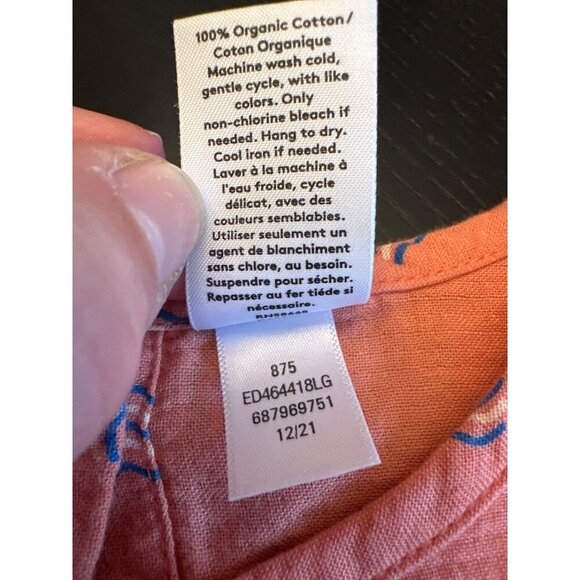 100% Organic Cotton/
Coton Organique
Machine wash cold,
gentle cycle, with like
colors. Only
non-chlorine bleach if
needed. Hang to dry.
Cool iron if needed.
Laver à la machine à
l'eau froide, cycle
délicat, avec des
couleurs semblables.
Utiliser seulement un
agent de blanchiment
sans chlore, au besoin.
Suspendre pour sécher.
Repasser au fer tiéde si
nécessaire.
875
ED464418LG
687969751
12/21